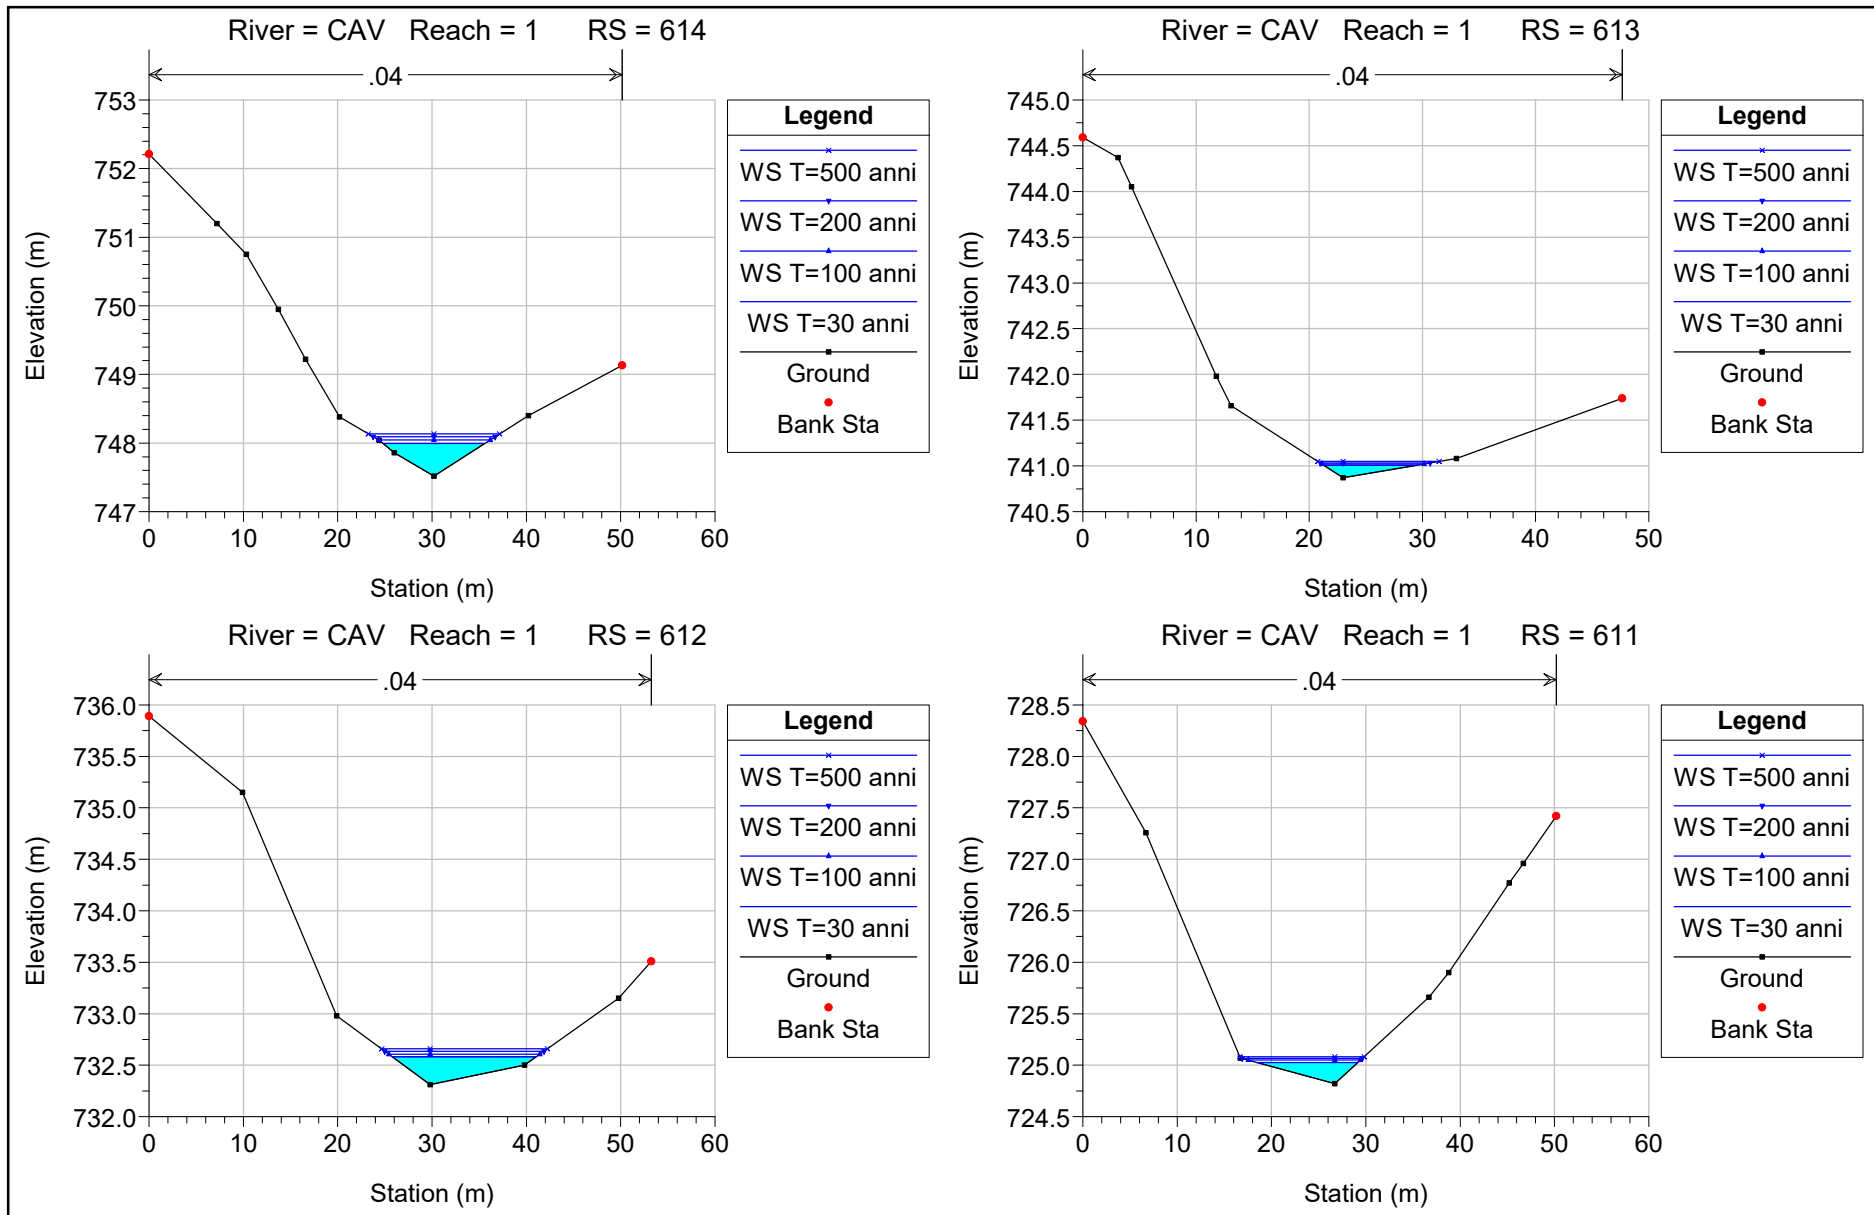 River = CAV   Reach = 1      RS = 614
.04
753
752
751
750
749
748
747
0 10 20 30 40 50 60
Elevation (m)
Station (m)
Legend
WS T=500 anni
WS T=200 anni
WS T=100 anni
WS T=30 anni
Ground
Bank Sta
River = CAV   Reach = 1      RS = 613
.04
745.0
744.5
744.0
743.5
743.0
742.5
742.0
741.5
741.0
740.5
0 10 20 30 40 50
Elevation (m)
Station (m)
Legend
WS T=500 anni
WS T=200 anni
WS T=100 anni
WS T=30 anni
Ground
Bank Sta
River = CAV   Reach = 1      RS = 612
.04
736.0
735.5
735.0
734.5
734.0
733.5
733.0
732.5
732.0
0 10 20 30 40 50 60
Elevation (m)
Station (m)
Legend
WS T=500 anni
WS T=200 anni
WS T=100 anni
WS T=30 anni
Ground
Bank Sta
River = CAV   Reach = 1      RS = 611
.04
728.5
728.0
727.5
727.0
726.5
726.0
725.5
725.0
724.5
0 10 20 30 40 50 60
Elevation (m)
Station (m)
Legend
WS T=500 anni
WS T=200 anni
WS T=100 anni
WS T=30 anni
Ground
Bank Sta